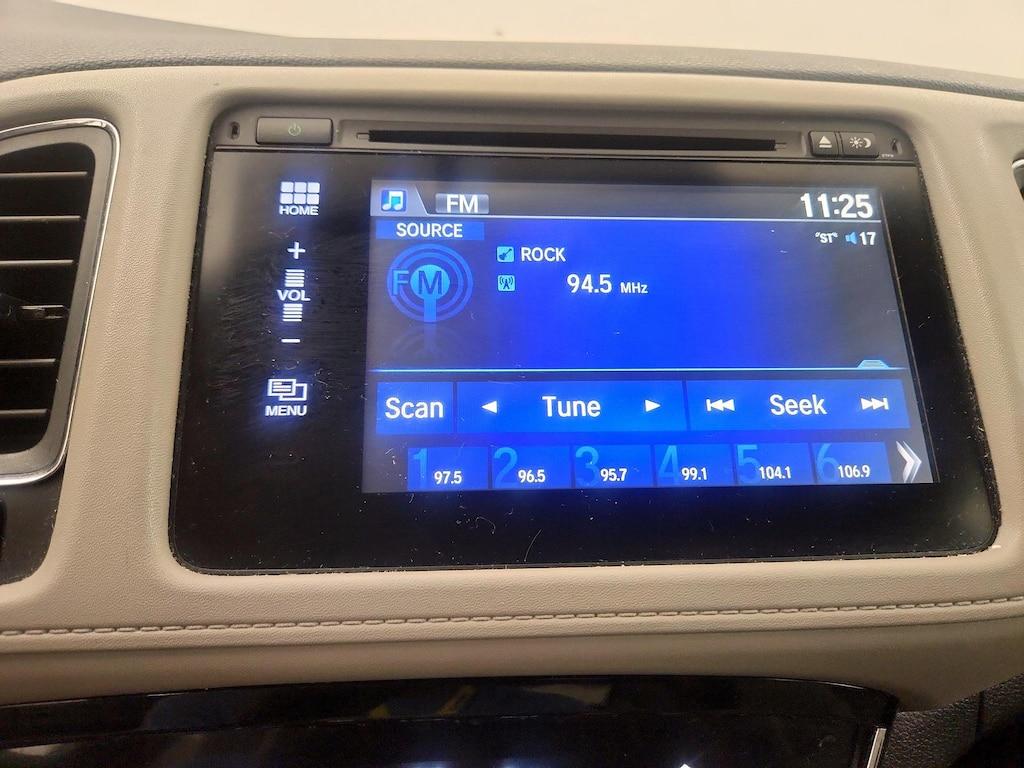 HOME
+
VOL
−
MENU
FM
11:25
SOURCE
"ST" 17
FM
ROCK
94.5 MHz
Scan
Tune
Seek
1 97.5
2 96.5
3 95.7
4 99.1
5 104.1
6 106.9